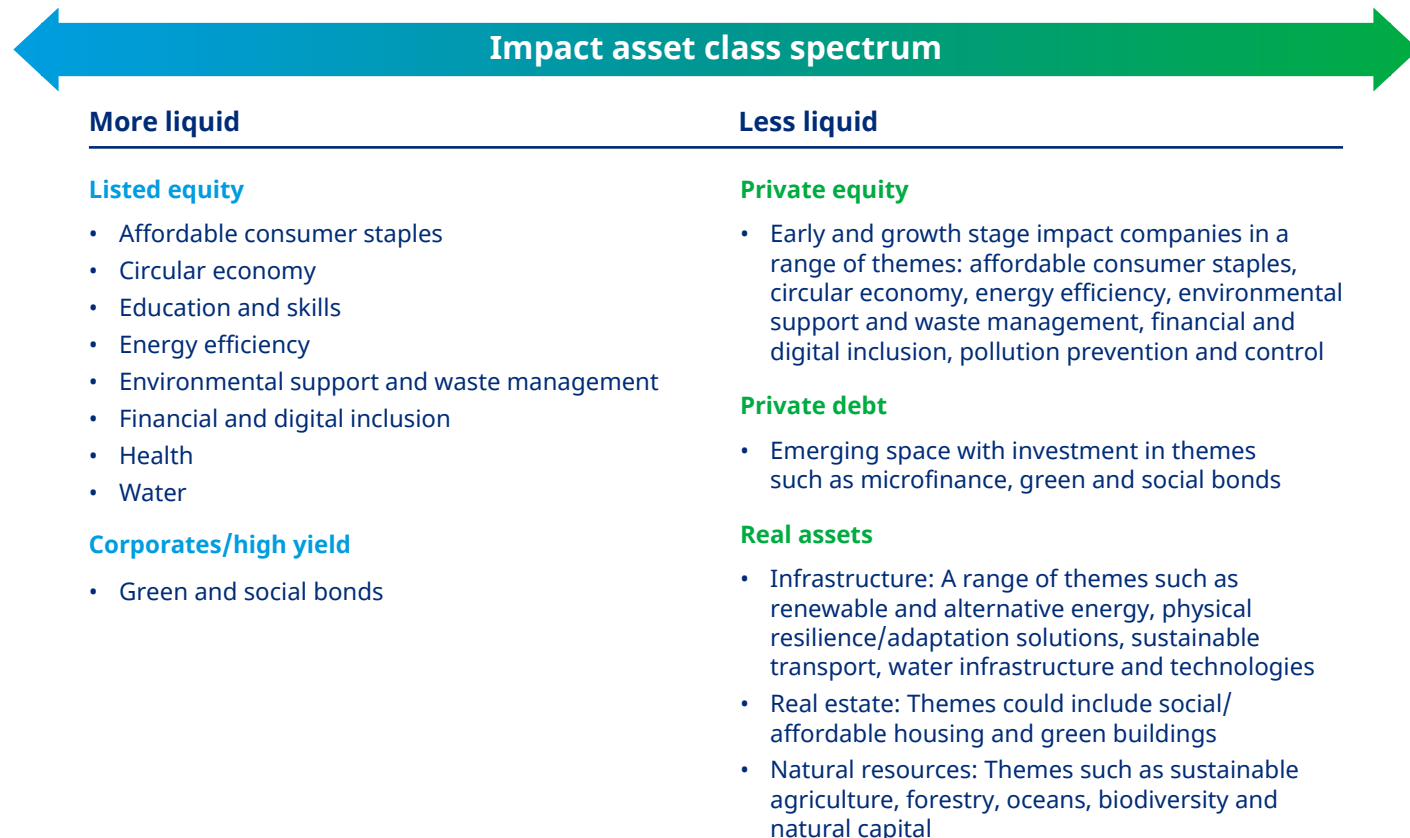 Impact asset class spectrum
More liquid
Listed equity
• Affordable consumer staples
• Circular economy
• Education and skills
• Energy efficiency
• Environmental support and waste management
• Financial and digital inclusion
• Health
• Water
Corporates/high yield
• Green and social bonds
Less liquid
Private equity
• Early and growth stage impact companies in a
range of themes: affordable consumer staples,
circular economy, energy efficiency, environmental
support and waste management, financial and
digital inclusion, pollution prevention and control
Private debt
• Emerging space with investment in themes
such as microfinance, green and social bonds
Real assets
• Infrastructure: A range of themes such as
renewable and alternative energy, physical
resilience/adaptation solutions, sustainable
transport, water infrastructure and technologies
• Real estate: Themes could include social/
affordable housing and green buildings
• Natural resources: Themes such as sustainable
agriculture, forestry, oceans, biodiversity and
natural capital